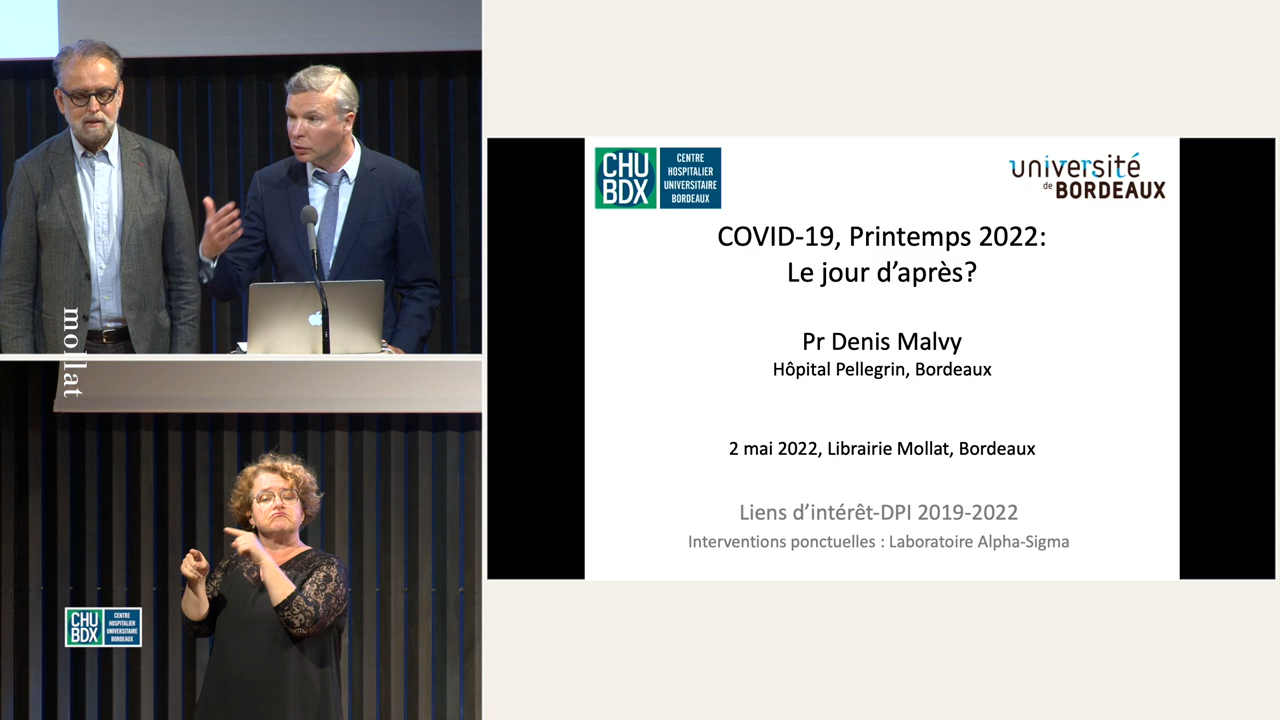 mollat
CHU
BDX
CENTRE
HOSPITALIER
UNIVERSITAIRE
BORDEAUX
CHU
BDX
CENTRE
HOSPITALIER
UNIVERSITAIRE
BORDEAUX
université
de BORDEAUX
COVID-19, Printemps 2022:
Le jour d’après?
Pr Denis Malvy
Hôpital Pellegrin, Bordeaux
2 mai 2022, Librairie Mollat, Bordeaux
Liens d’intérêt-DPI 2019-2022
Interventions ponctuelles : Laboratoire Alpha-Sigma